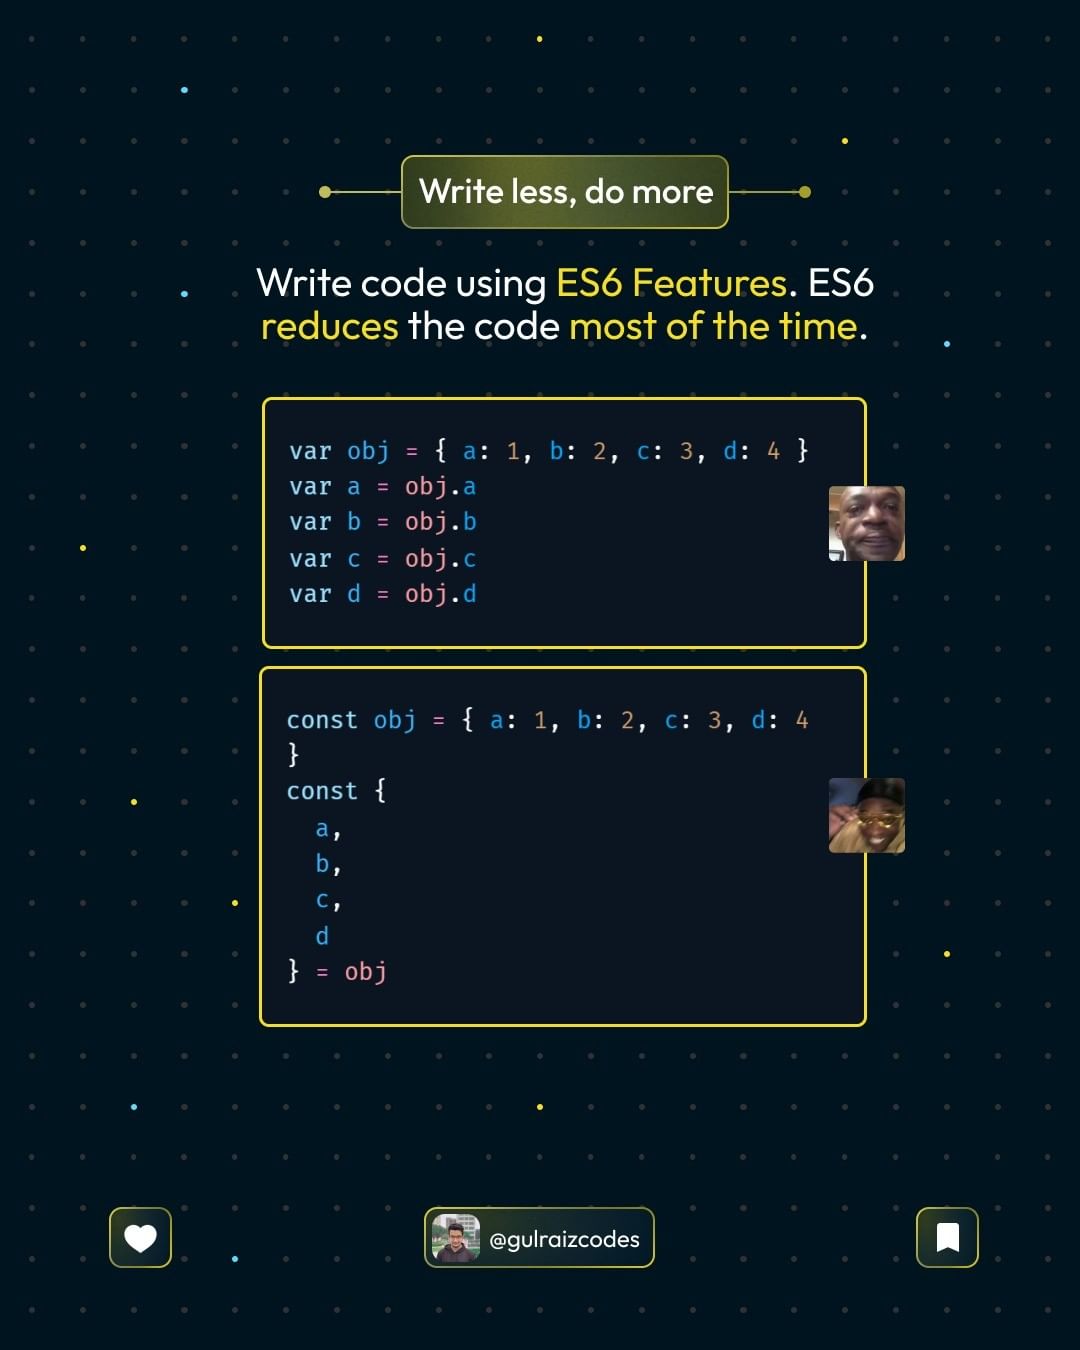 Write less, do more
Write code using ES6 Features. ES6
reduces the code most of the time.
var obj = { a: 1, b: 2, c: 3, d: 4 }
var a = obj.a
var b = obj.b
var c = obj.c
var d = obj.d
const obj = { a: 1, b: 2, c: 3, d: 4
}
const {
  a,
  b,
  c,
  d
} = obj
@gulraizcodes